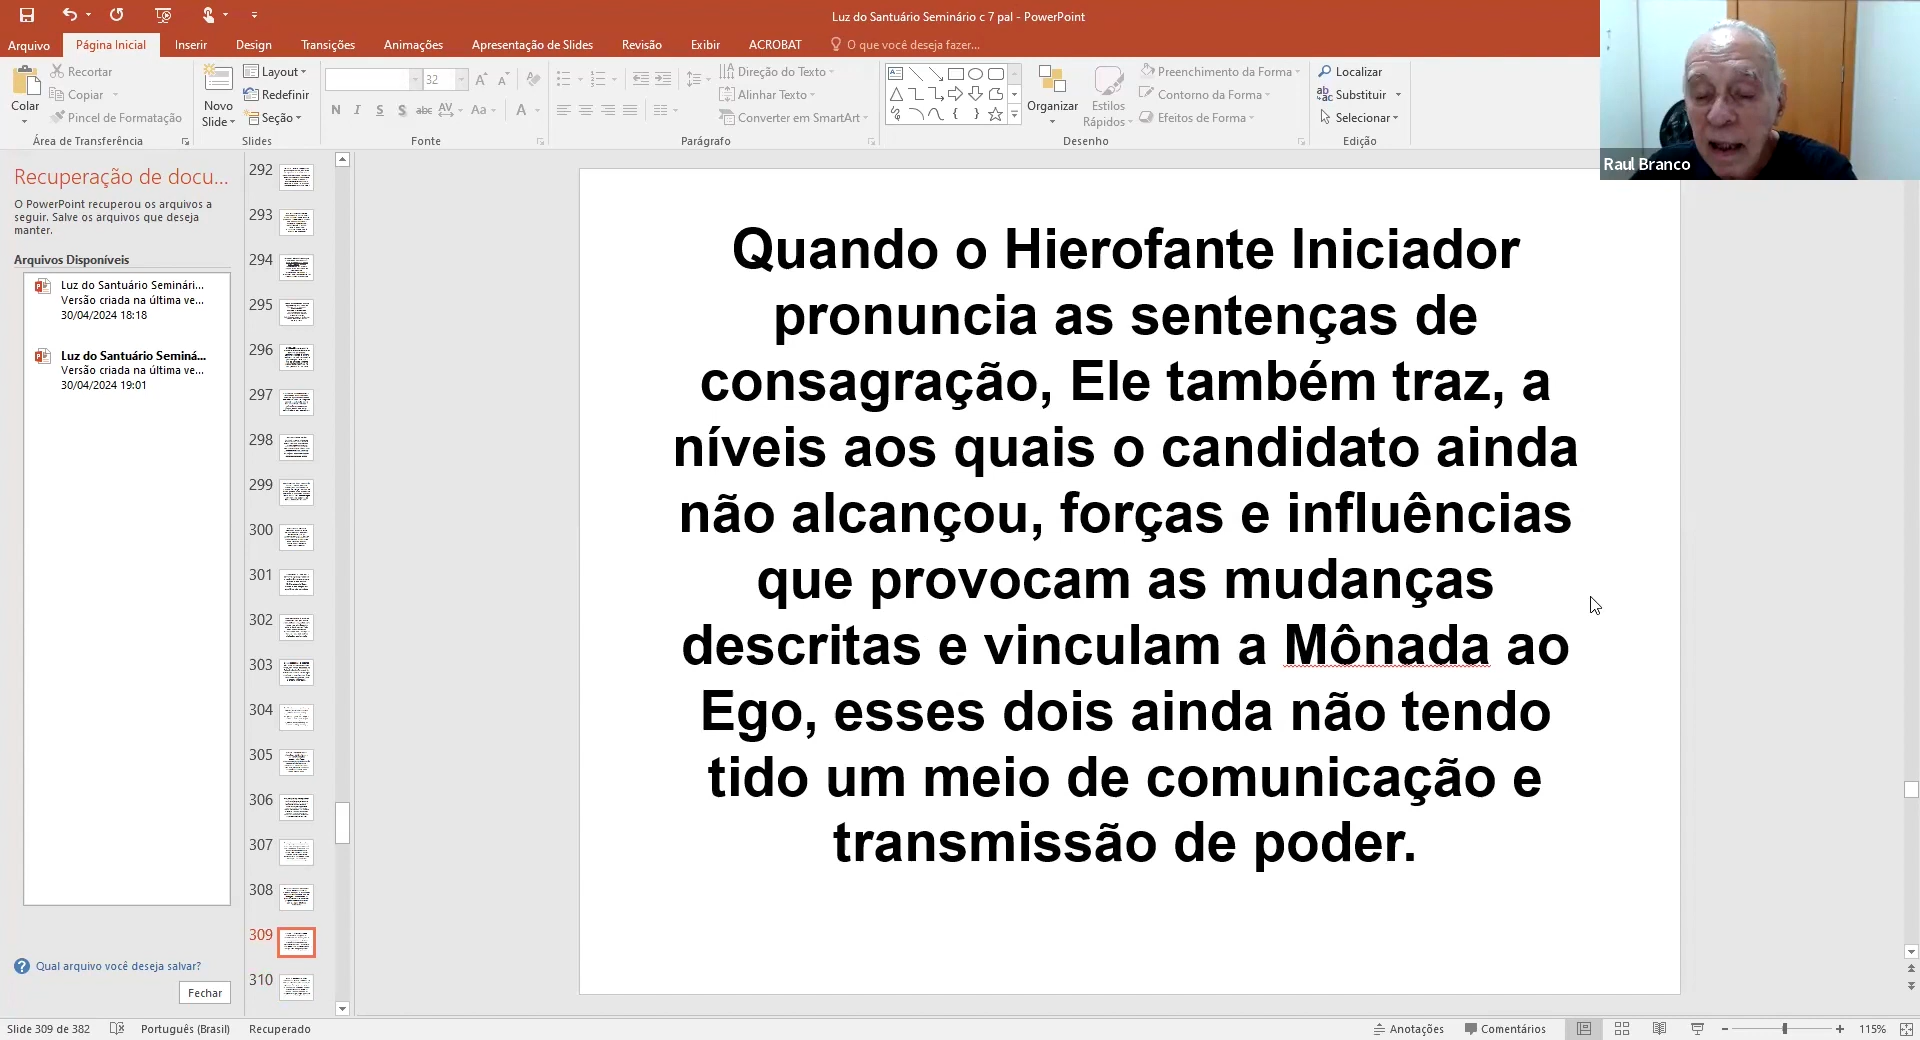 Luz do Santuário Seminário c 7 pal - PowerPoint
Arquivo Página Inicial Inserir Design Transições Animações Apresentação de Slides Revisão Exibir ACROBAT O que você deseja fazer...
Colar
Recortar
Copiar
Pincel de Formatação
Área de Transferência
Novo
Slide
Layout
Redefinir
Seção
Slides
32
N I S S abc AV Aa A
Fonte
Direção do Texto
Alinhar Texto
Converter em SmartArt
Parágrafo
Organizar
Estilos
Rápidos
Preenchimento da Forma
Contorno da Forma
Efeitos de Forma
Desenho
Localizar
Substituir
Selecionar
Edição
Raul Branco
Recuperação de docu...
O PowerPoint recuperou os arquivos a
seguir. Salve os arquivos que deseja
manter.
Arquivos Disponíveis
Luz do Santuário Seminári...
Versão criada na última ve...
30/04/2024 18:18
Luz do Santuário Seminá...
Versão criada na última ve...
30/04/2024 19:01
Qual arquivo você deseja salvar?
Fechar
292
293
294
295
296
297
298
299
300
301
302
303
304
305
306
307
308
309
310
Quando o Hierofante Iniciador
pronuncia as sentenças de
consagração, Ele também traz, a
níveis aos quais o candidato ainda
não alcançou, forças e influências
que provocam as mudanças
descritas e vinculam a Mônada ao
Ego, esses dois ainda não tendo
tido um meio de comunicação e
transmissão de poder.
Slide 309 de 382 Português (Brasil) Recuperado Anotações Comentários 115%